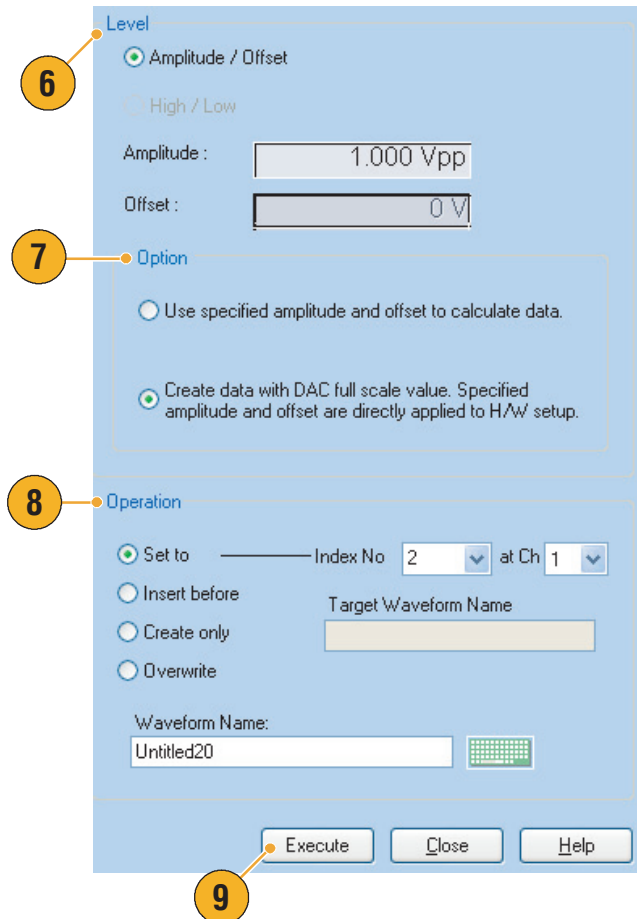 Level
6
Amplitude / Offset
High / Low
Amplitude : 1.000 Vpp
Offset : 0 V
7
Option
Use specified amplitude and offset to calculate data.
Create data with DAC full scale value. Specified
amplitude and offset are directly applied to H/W setup.
8
Operation
Set to Index No 2 at Ch 1
Insert before
Target Waveform Name
Create only
Overwrite
Waveform Name:
Untitled20
Execute Close Help
9